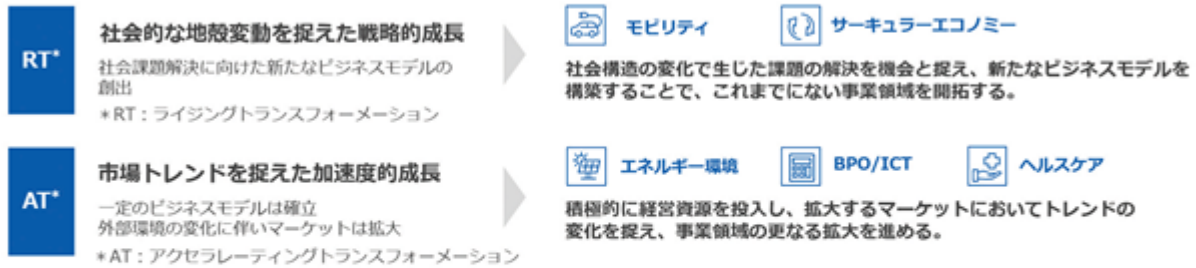 RT*
社会的な地殻変動を捉えた戦略的成長
社会課題解決に向けた新たなビジネスモデルの
創出
*RT：ライジングトランスフォーメーション
モビリティ
サーキュラーエコノミー
社会構造の変化で生じた課題の解決を機会と捉え、新たなビジネスモデルを
構築することで、これまでにない事業領域を開拓する。
AT*
市場トレンドを捉えた加速度的成長
一定のビジネスモデルは確立
外部環境の変化に伴いマーケットは拡大
*AT：アクセラレーティングトランスフォーメーション
エネルギー環境
BPO/ICT
ヘルスケア
積極的に経営資源を投入し、拡大するマーケットにおいてトレンドの
変化を捉え、事業領域の更なる拡大を進める。